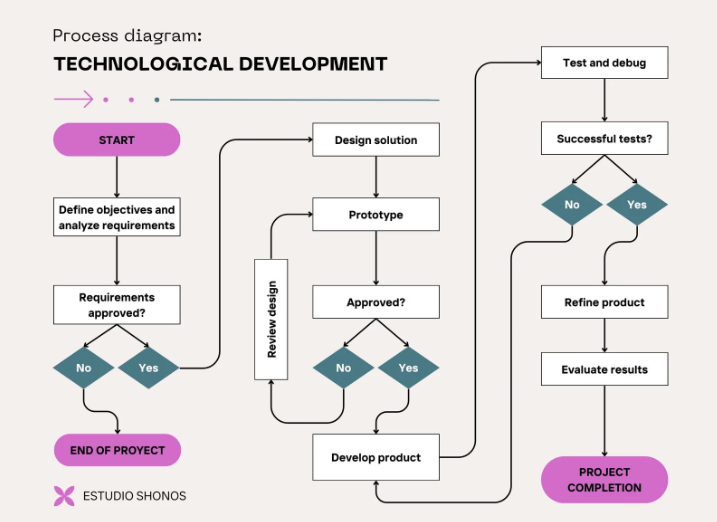 Process diagram:
TECHNOLOGICAL DEVELOPMENT
START
Define objectives and
analyze requirements
Requirements
approved?
No
Yes
END OF PROYECT
Design solution
Prototype
Review design
Approved?
No
Yes
Develop product
Test and debug
Successful tests?
No
Yes
Refine product
Evaluate results
PROJECT
COMPLETION
ESTUDIO SHONOS